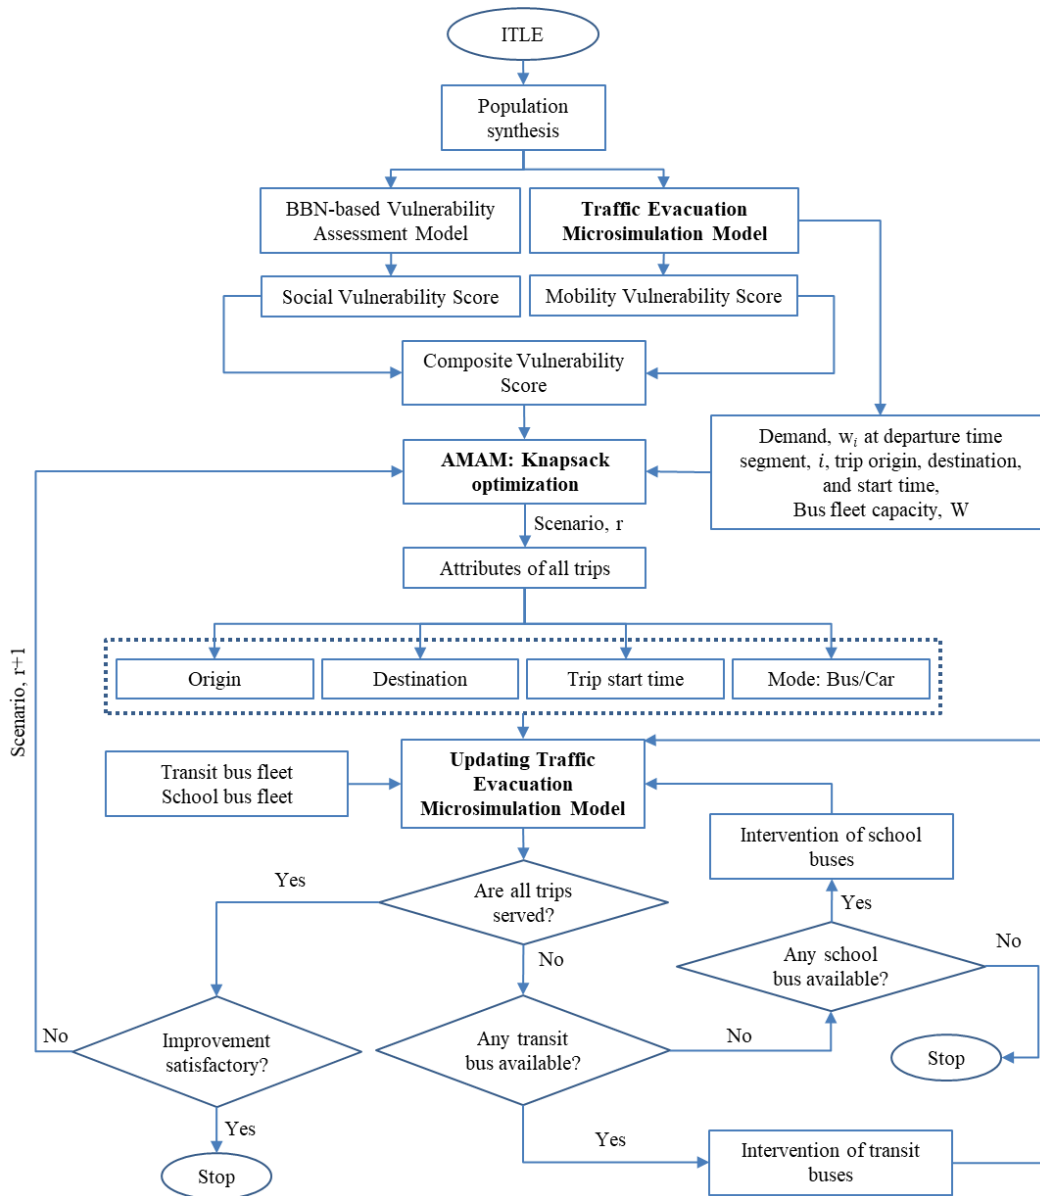 ITLE
Population
synthesis
BBN-based Vulnerability
Assessment Model
Traffic Evacuation
Microsimulation Model
Social Vulnerability Score
Mobility Vulnerability Score
Composite Vulnerability
Score
Demand, wᵢ at departure time
segment, i, trip origin, destination,
and start time,
Bus fleet capacity, W
AMAM: Knapsack
optimization
Scenario, r
Attributes of all trips
Scenario, r+1
Origin
Destination
Trip start time
Mode: Bus/Car
Transit bus fleet
School bus fleet
Updating Traffic
Evacuation
Microsimulation Model
Intervention of school
buses
Yes
Are all trips
served?
Yes
No
Any school
bus available?
No
No
Improvement
satisfactory?
Any transit
bus available?
No
Stop
Yes
Stop
Yes
Intervention of transit
buses